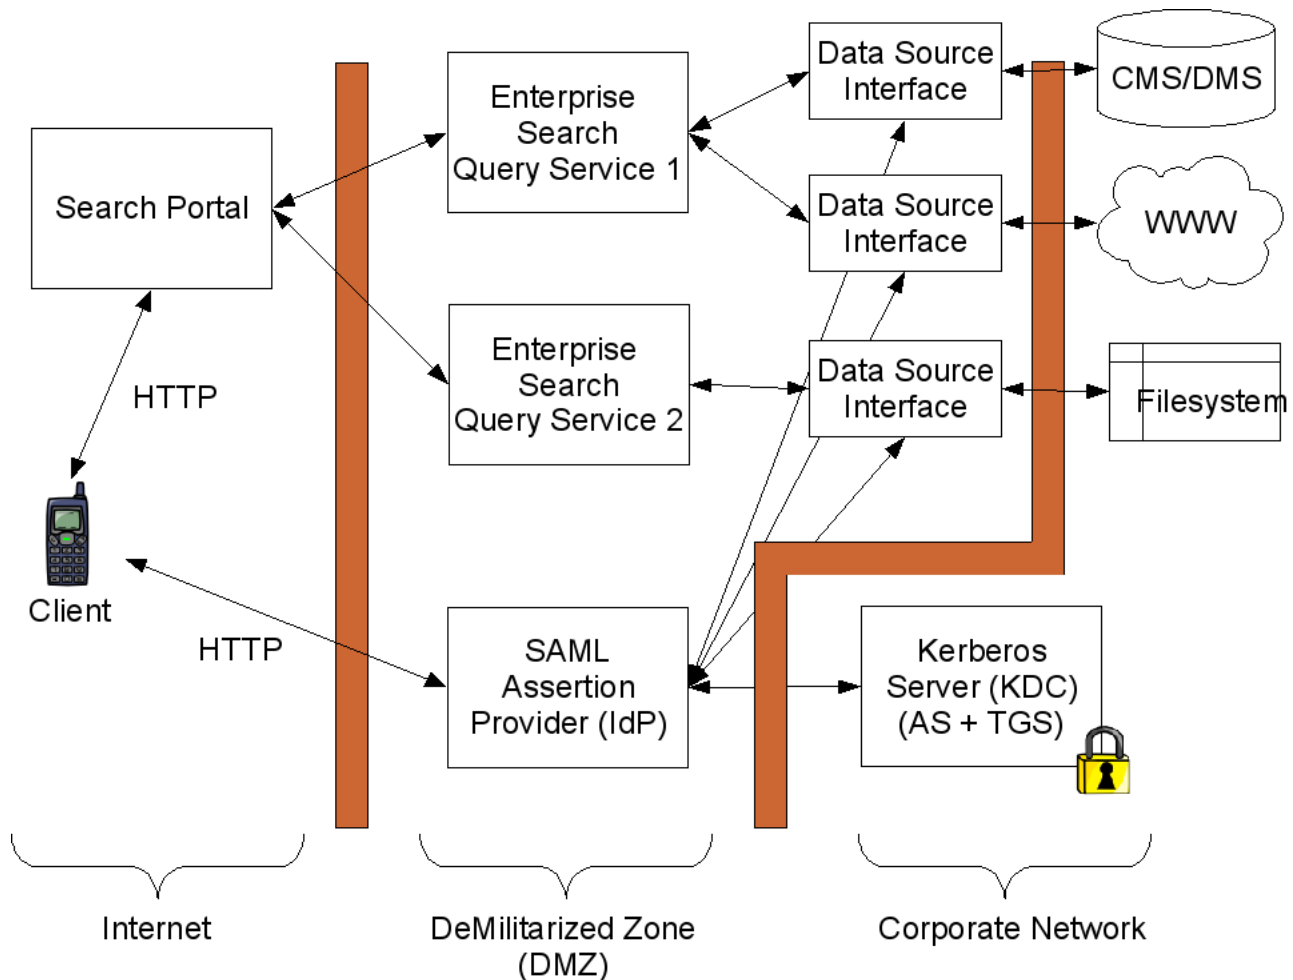 Search Portal
HTTP
Client
HTTP
Enterprise
Search
Query Service 1
Enterprise
Search
Query Service 2
SAML
Assertion
Provider (IdP)
Data Source
Interface
Data Source
Interface
Data Source
Interface
CMS/DMS
WWW
Filesystem
Kerberos
Server (KDC)
(AS + TGS)
Internet
DeMilitarized Zone
(DMZ)
Corporate Network